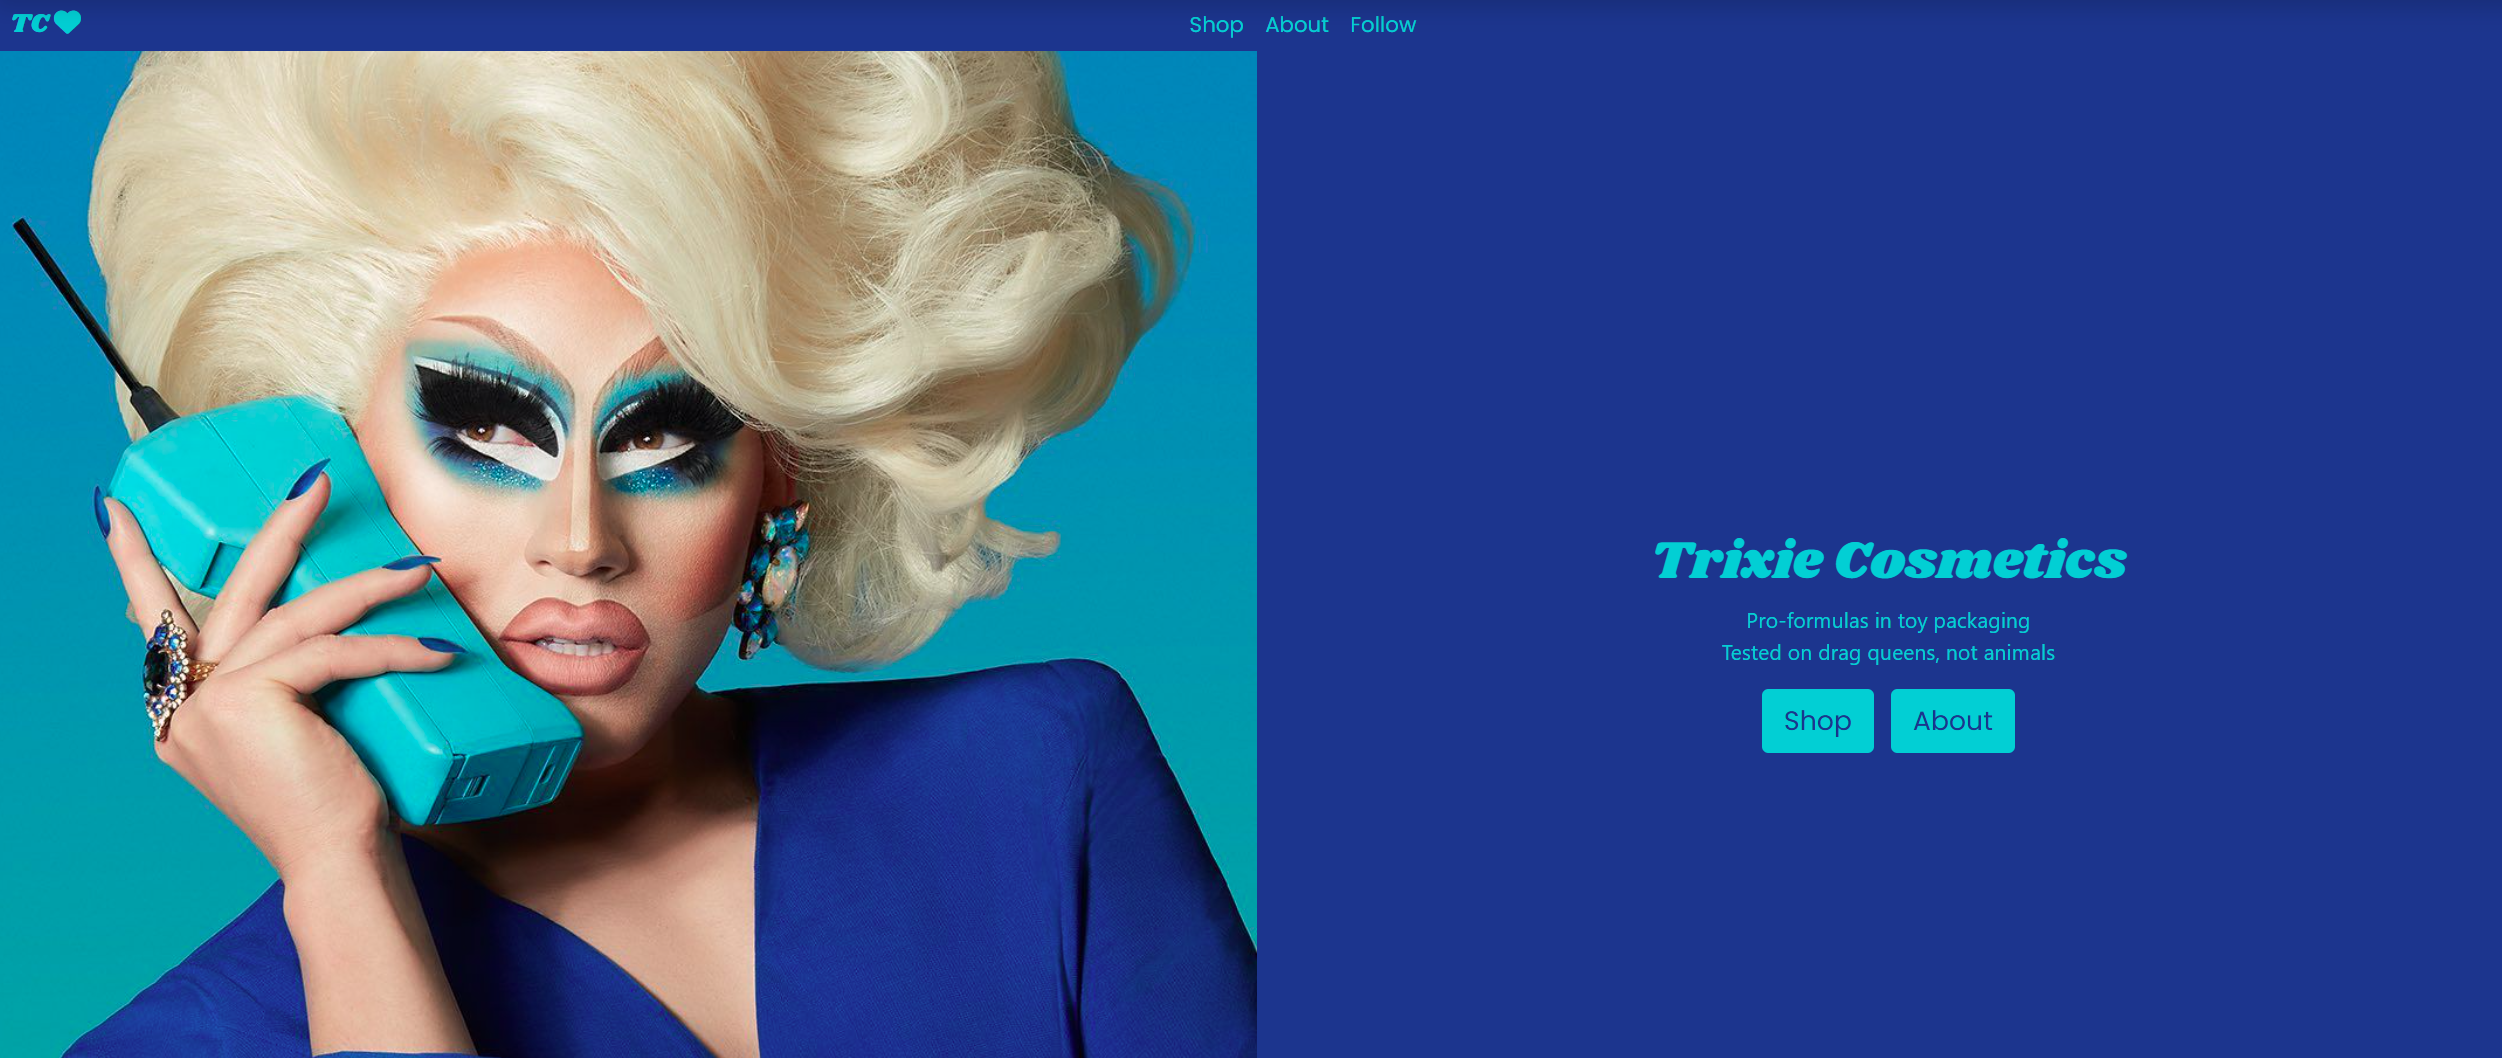 TC
Shop About Follow
Trixie Cosmetics
Pro-formulas in toy packaging
Tested on drag queens, not animals
Shop About